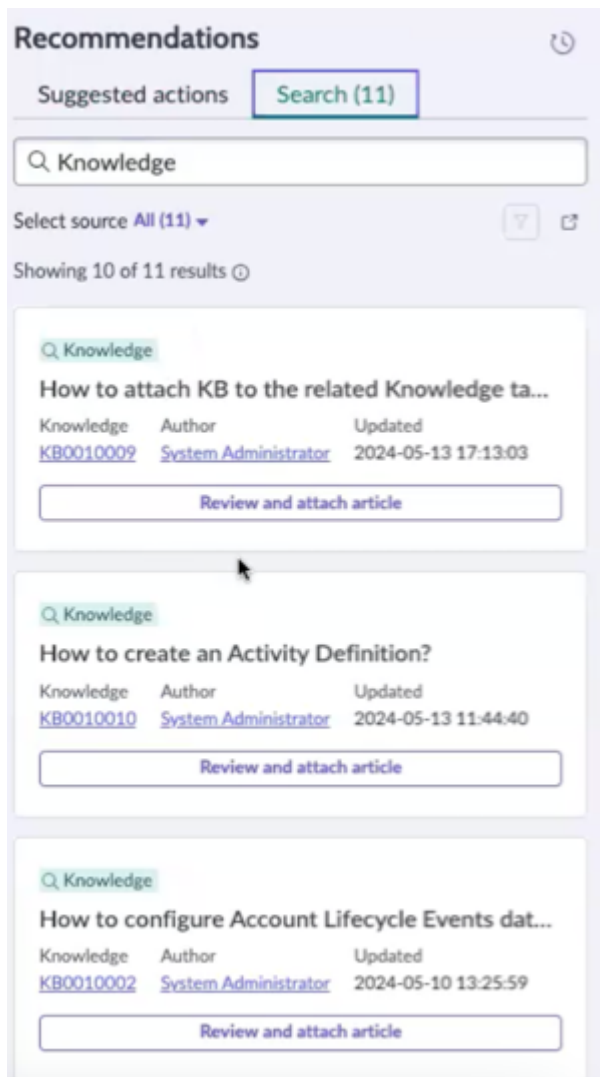 Recommendations
Suggested actions Search (11)
Knowledge
Select source All (11)
Showing 10 of 11 results
Knowledge
How to attach KB to the related Knowledge ta...
Knowledge Author Updated
KB0010009 System Administrator 2024-05-13 17:13:03
Review and attach article
Knowledge
How to create an Activity Definition?
Knowledge Author Updated
KB0010010 System Administrator 2024-05-13 11:44:40
Review and attach article
Knowledge
How to configure Account Lifecycle Events dat...
Knowledge Author Updated
KB0010002 System Administrator 2024-05-10 13:25:59
Review and attach article